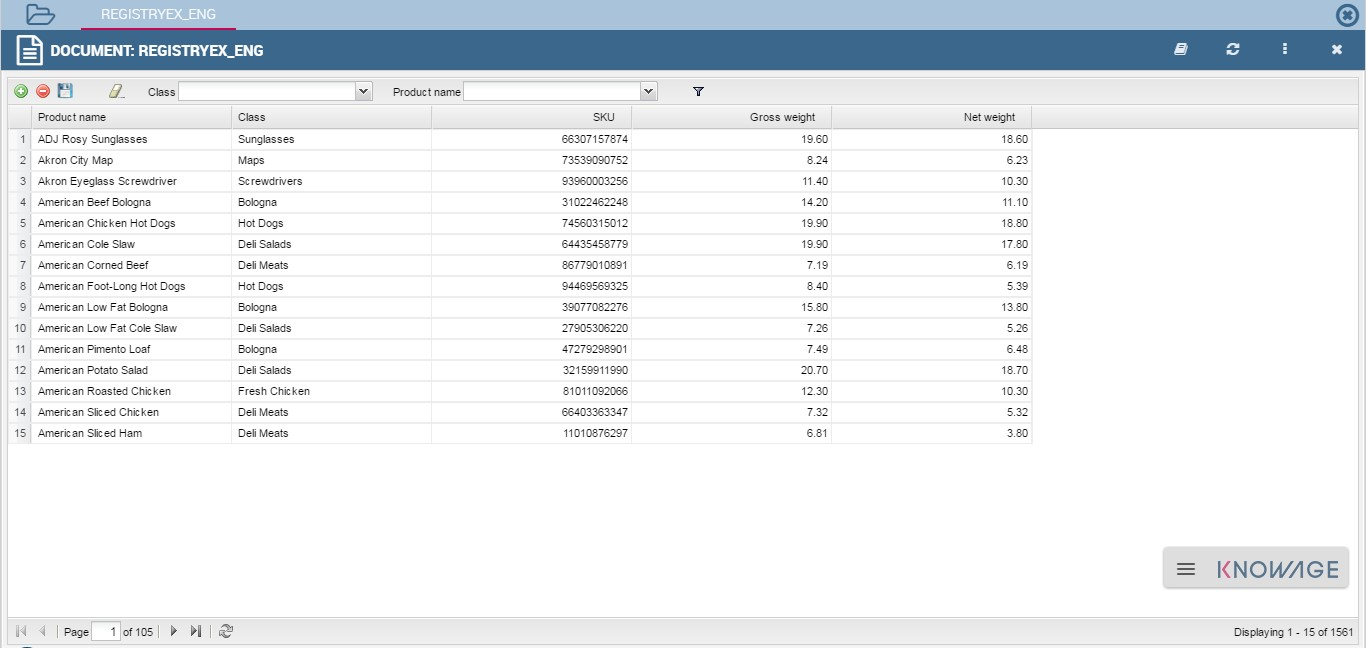 REGISTRYEX_ENG
DOCUMENT: REGISTRYEX_ENG
Class Product name
Product name Class SKU Gross weight Net weight
1 ADJ Rosy Sunglasses Sunglasses 66307157874 19.60 18.60
2 Akron City Map Maps 73539090752 8.24 6.23
3 Akron Eyeglass Screwdriver Screwdrivers 93960003256 11.40 10.30
4 American Beef Bologna Bologna 31022462248 14.20 11.10
5 American Chicken Hot Dogs Hot Dogs 74560315012 19.90 18.80
6 American Cole Slaw Deli Salads 64435458779 19.90 17.80
7 American Corned Beef Deli Meats 86779010891 7.19 6.19
8 American Foot-Long Hot Dogs Hot Dogs 94469569325 8.40 5.39
9 American Low Fat Bologna Bologna 39077082276 15.80 13.80
10 American Low Fat Cole Slaw Deli Salads 27905306220 7.26 5.26
11 American Pimento Loaf Bologna 47279298901 7.49 6.48
12 American Potato Salad Deli Salads 32159911990 20.70 18.70
13 American Roasted Chicken Fresh Chicken 81011092066 12.30 10.30
14 American Sliced Chicken Deli Meats 66403363347 7.32 5.32
15 American Sliced Ham Deli Meats 11010876297 6.81 3.80
KNOWAGE
Page 1 of 105 Displaying 1 - 15 of 1561